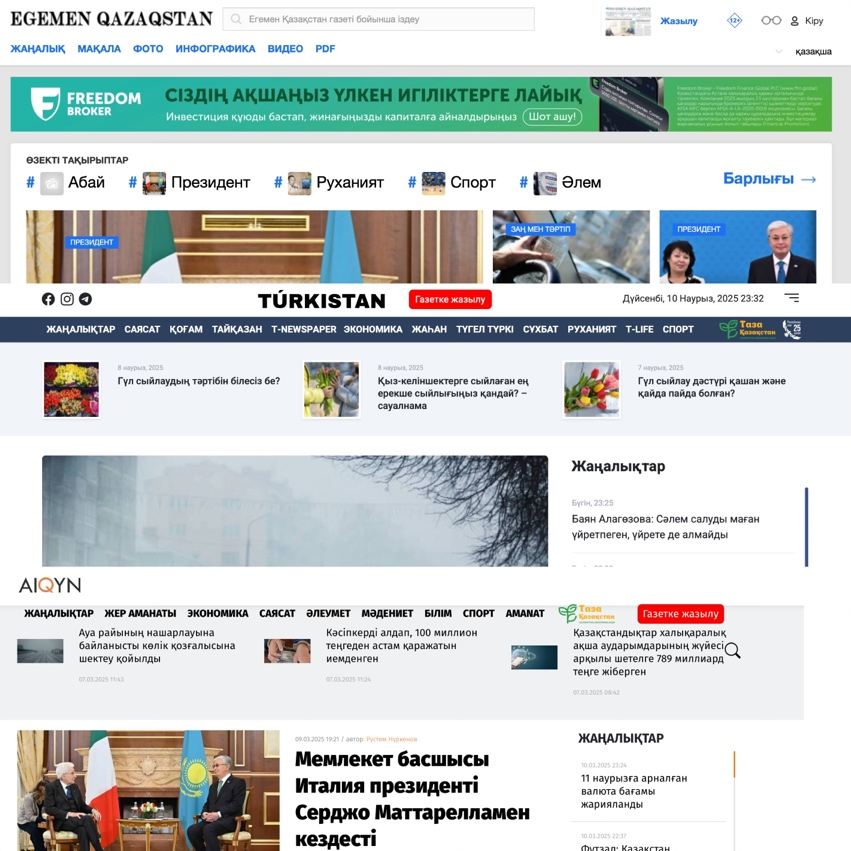 EGEMEN QAZAQSTAN
Егемен Қазақстан газеті бойынша іздеу
Жазылу
12+
Кіру
ЖАҢАЛЫҚ МАҚАЛА ФОТО ИНФОГРАФИКА ВИДЕО PDF
қазақша
FREEDOM
BROKER
СІЗДІҢ АҚШАҢЫЗ ҮЛКЕН ИГІЛІКТЕРГЕ ЛАЙЫҚ
Инвестиция құюды бастап, жинағыңызды капиталға айналдырыңыз
Шот ашу!
ӨЗЕКТІ ТАҚЫРЫПТАР
# Абай # Президент # Руханият # Спорт # Әлем
Барлығы →
ПРЕЗИДЕНТ
ЗАҢ МЕН ТӘРТІП
ПРЕЗИДЕНТ
TÚRKISTAN
Газетке жазылу
Дүйсенбі, 10 Наурыз, 2025 23:32
ЖАҢАЛЫҚТАР САЯСАТ ҚОҒАМ ТАЙҚАЗАН T-NEWSPAPER ЭКОНОМИКА ЖАҺАН ТҮГЕЛ ТҮРКІ СҰХБАТ РУХАНИЯТ T-LIFE СПОРТ
Таза
Қазақстан
8 наурыз, 2025
Гүл сыйлаудың тәртібін білесіз бе?
8 наурыз, 2025
Қыз-келіншектерге сыйлаған ең
ерекше сыйлығыңыз қандай? –
сауалнама
7 наурыз, 2025
Гүл сыйлау дәстүрі қашан және
қайда пайда болған?
Жаңалықтар
Бүгін, 23:25
Баян Алагөзова: Сәлем салуды маған
үйретпеген, үйрете де алмайды
AIQYN
ЖАҢАЛЫҚТАР ЖЕР АМАНАТЫ ЭКОНОМИКА САЯСАТ ӘЛЕУМЕТ МӘДЕНИЕТ БІЛІМ СПОРТ AMANAT
Таза
Қазақстан
Газетке жазылу
Ауа райының нашарлауына
байланысты көлік қозғалысына
шектеу қойылды
07.03.2025 11:43
Кәсіпкерді алдап, 100 миллион
теңгеден астам қаражатын
иемденген
07.03.2025 11:24
Қазақстандықтар халықаралық
ақша аударымдарының жүйесі
арқылы шетелге 789 миллиард
теңге жіберген
07.03.2025 08:42
09.03.2025 19:21 / автор: Рустем Нүркенов
Мемлекет басшысы
Италия президенті
Серджо Маттарелламен
кездесті
ЖАҢАЛЫҚТАР
10.03.2025 23:24
11 наурызға арналған
валюта бағамы
жарияланды
10.03.2025 22:37
Футзал: Қазақстан